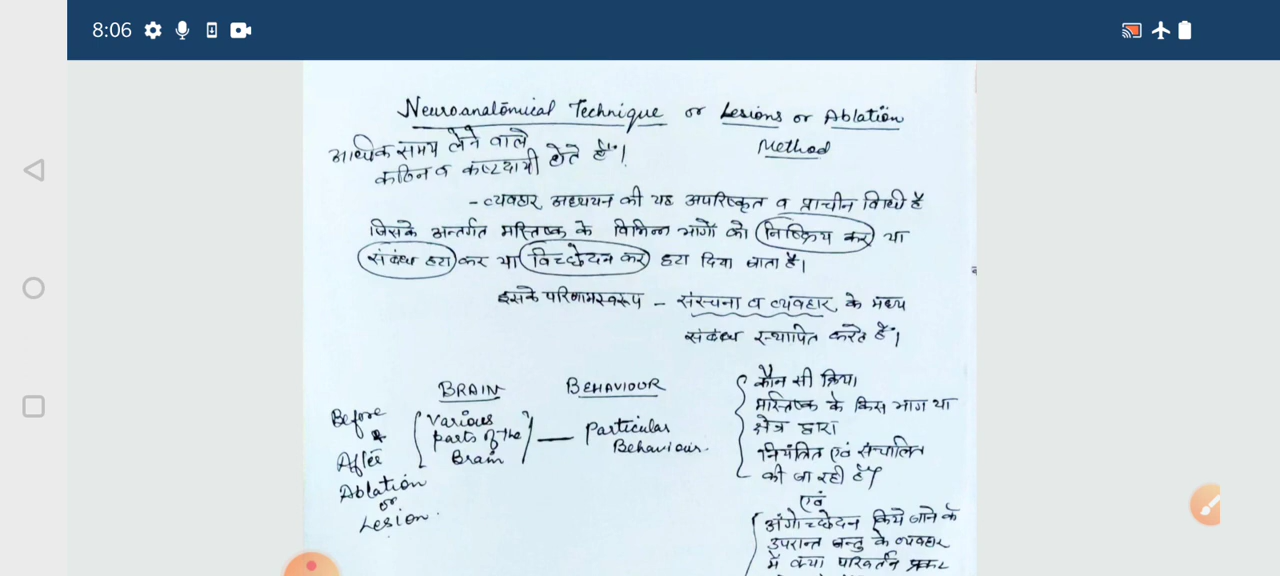 8:06
Neuroanatomical Technique or Lesions or Ablation
Method
अधिक समय लेने वाले
कठिन व कष्टदायी होते हैं।
- व्यवहार अध्ययन की यह अपरिष्कृत व प्राचीन विधि है
जिसके अन्तर्गत मस्तिष्क के विभिन्न भागों को निष्क्रिय कर या
संबंध हटा कर या विच्छेदन कर हटा दिया जाता है।
इसके परिणामस्वरूप - संरचना व व्यवहार के मध्य
संबंध स्थापित करते हैं।
BRAIN BEHAVIOUR
Before
&
After
Ablation
or
Lesion.
Various
parts of the
Brain
Particular
Behaviour.
कौन सी क्रिया
मस्तिष्क के किस भाग या
क्षेत्र द्वारा
नियंत्रित एवं संचालित
की जा रही है
एवं
अंगोच्छेदन किये जाने के
उपरान्त जन्तु के व्यवहार
में क्या परिवर्तन प्रकट